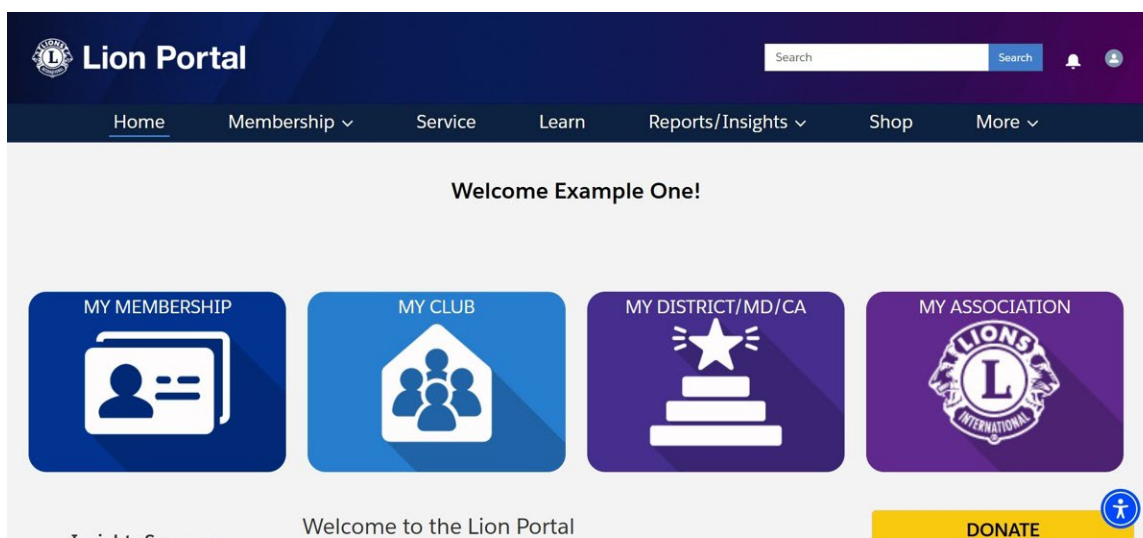 Lion Portal
Search Search
Home Membership Service Learn Reports/Insights Shop More
Welcome Example One!
MY MEMBERSHIP MY CLUB MY DISTRICT/MD/CA MY ASSOCIATION
LIONS
L
INTERNATIONAL
Welcome to the Lion Portal
DONATE